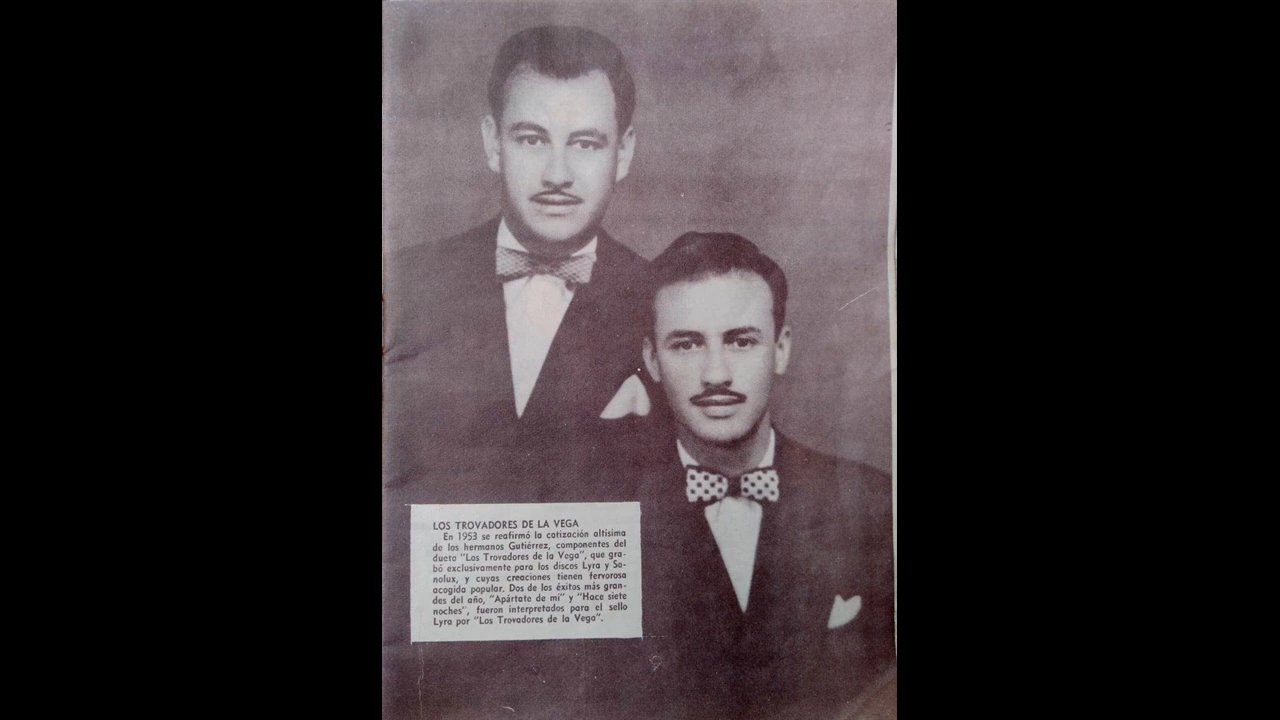 LOS TROVADORES DE LA VEGA
En 1953 se reafirmó la cotización altísima
de los hermanos Gutiérrez, componentes del
dueto "Los Trovadores de la Vega", que gra-
bó exclusivamente para los discos Lyra y So-
nolux, y cuyas creaciones tienen fervorosa
acogida popular. Dos de los éxitos más gran-
des del año, "Apártate de mí" y "Hace siete
noches", fueron interpretados para el sello
Lyra por "Los Trovadores de la Vega".